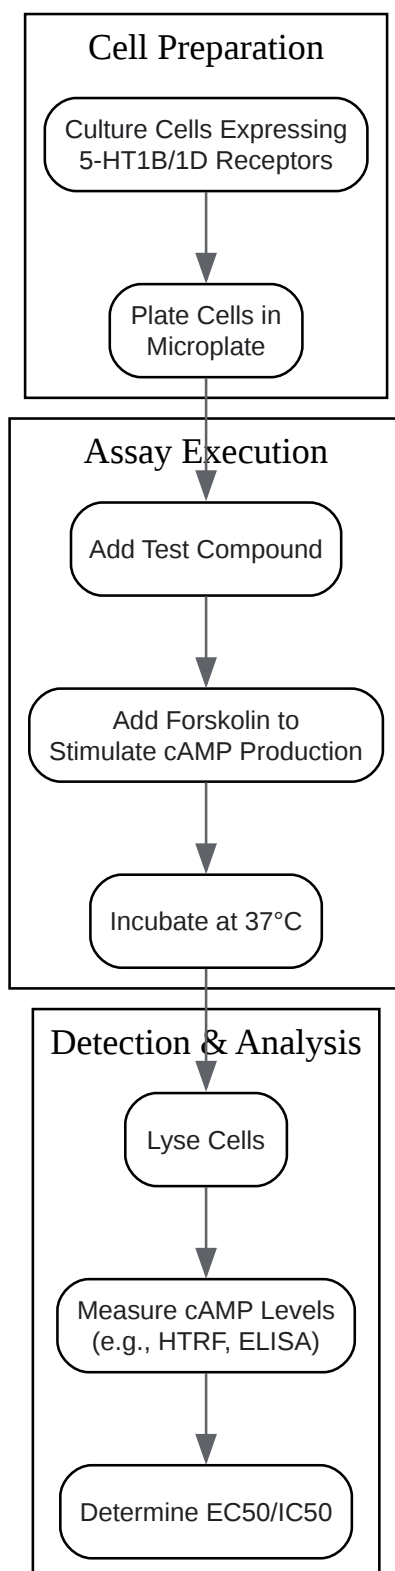 Cell Preparation
Culture Cells Expressing
5-HT1B/1D Receptors
Plate Cells in
Microplate
Assay Execution
Add Test Compound
Add Forskolin to
Stimulate cAMP Production
Incubate at 37°C
Detection & Analysis
Lyse Cells
Measure cAMP Levels
(e.g., HTRF, ELISA)
Determine EC50/IC50